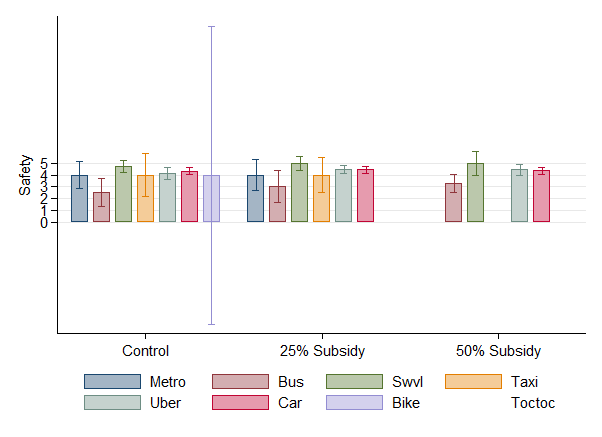 Safety
5
4
3
2
1
0
Control 25% Subsidy 50% Subsidy
Metro Bus Swvl Taxi
Uber Car Bike Toctoc